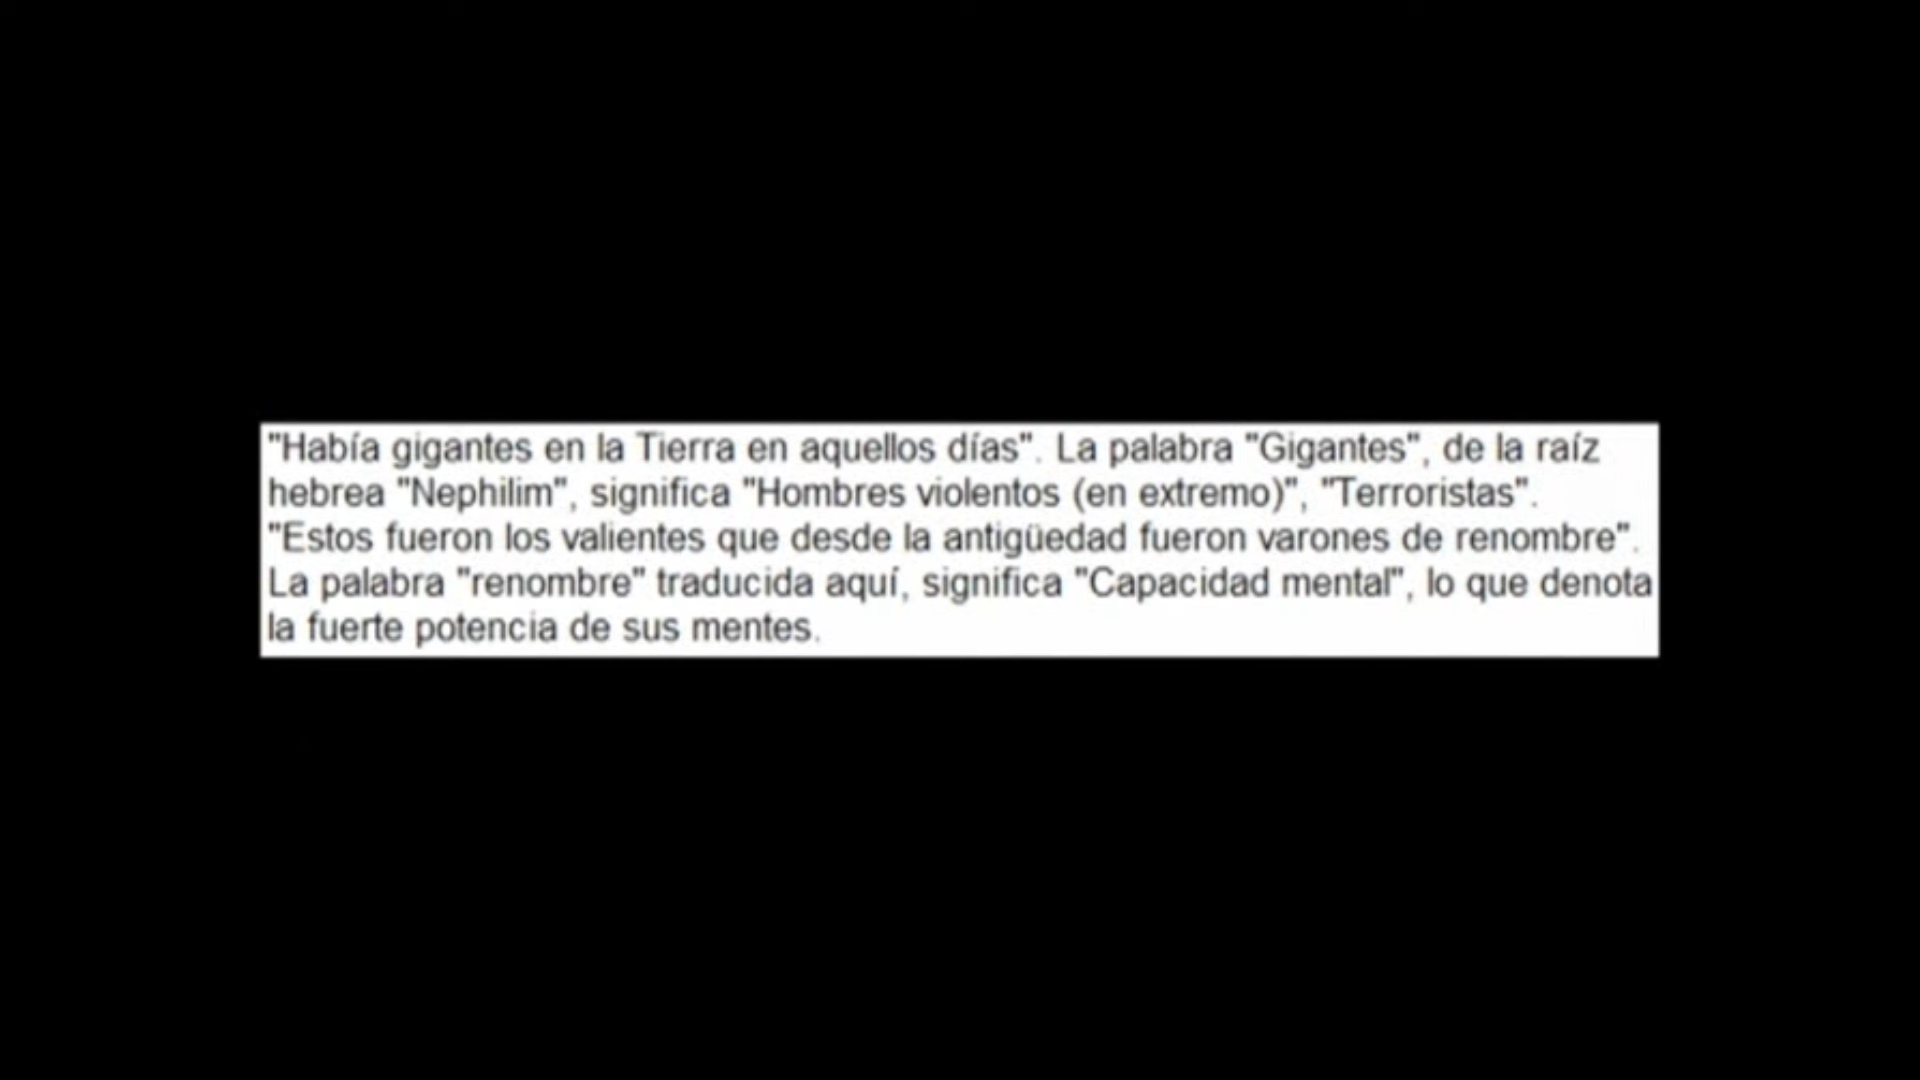 "Había gigantes en la Tierra en aquellos días". La palabra "Gigantes", de la raíz
hebrea "Nephilim", significa "Hombres violentos (en extremo)", "Terroristas".
"Estos fueron los valientes que desde la antigüedad fueron varones de renombre".
La palabra "renombre" traducida aquí, significa "Capacidad mental", lo que denota
la fuerte potencia de sus mentes.